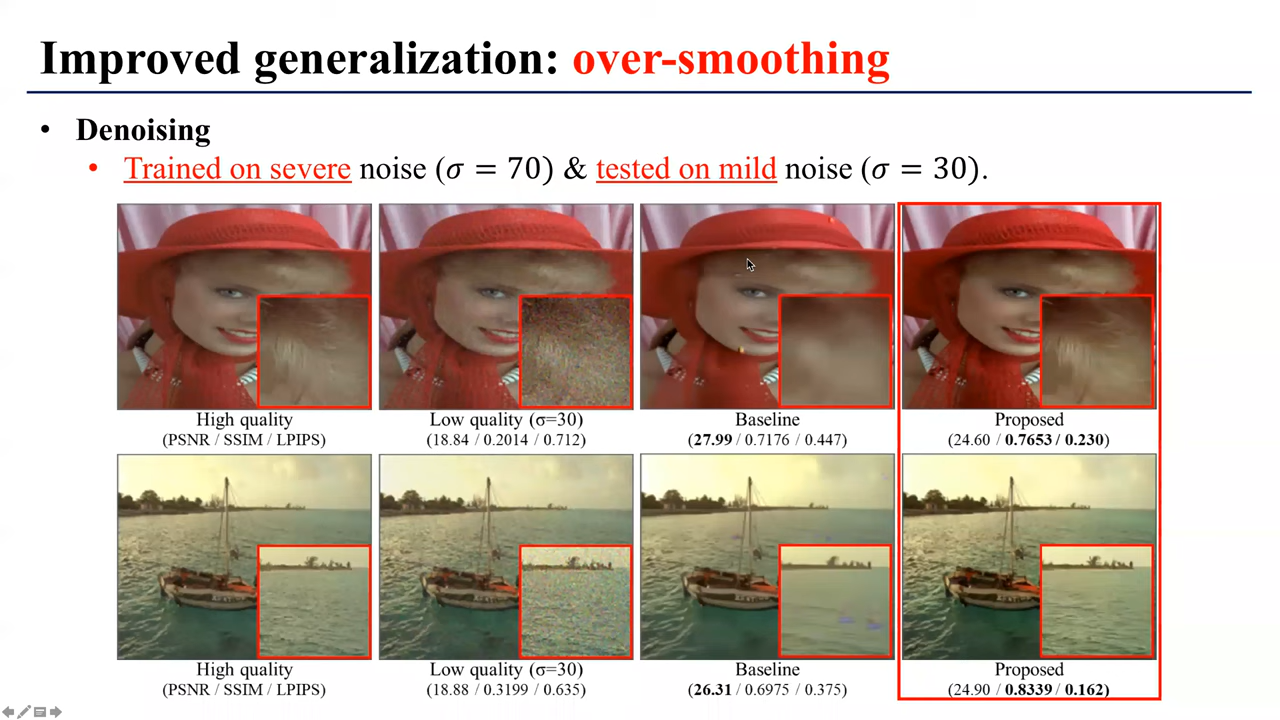 Improved generalization: over-smoothing
• Denoising
• Trained on severe noise (σ = 70) & tested on mild noise (σ = 30).
High quality Low quality (σ=30) Baseline Proposed
(PSNR / SSIM / LPIPS) (18.84 / 0.2014 / 0.712) (27.99 / 0.7176 / 0.447) (24.60 / 0.7653 / 0.230)
High quality Low quality (σ=30) Baseline Proposed
(PSNR / SSIM / LPIPS) (18.88 / 0.3199 / 0.635) (26.31 / 0.6975 / 0.375) (24.90 / 0.8339 / 0.162)